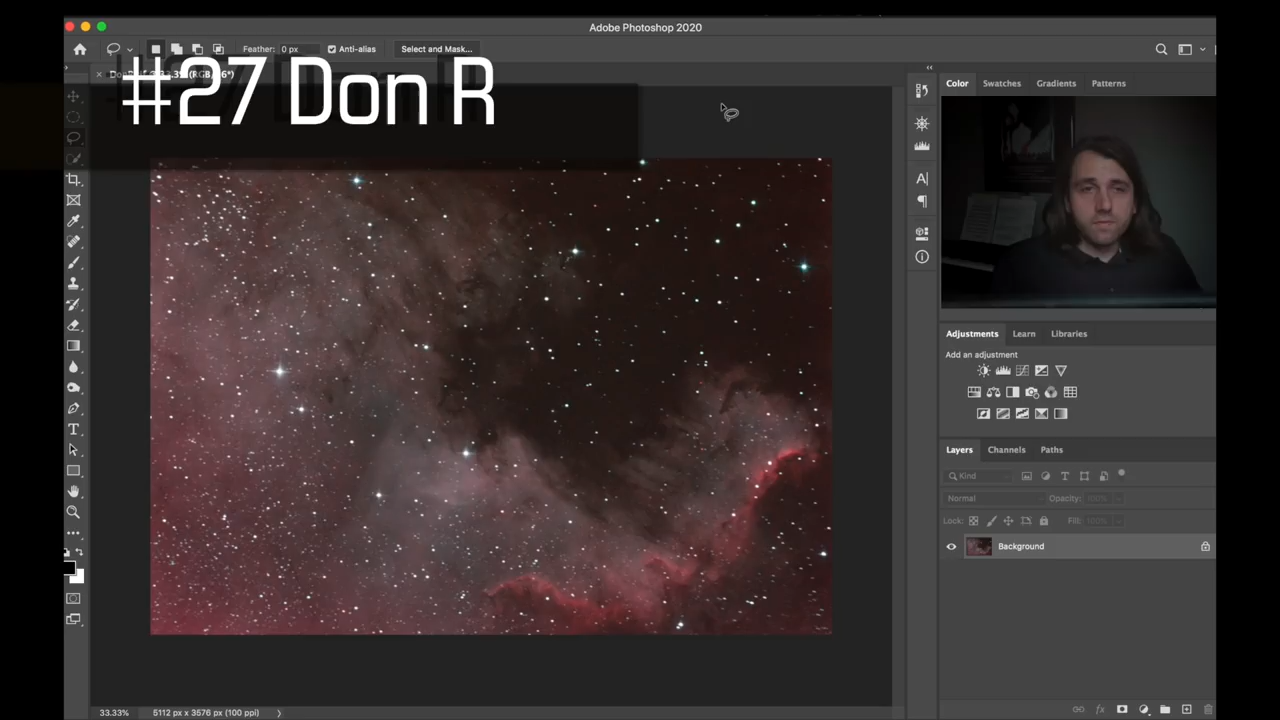 Adobe Photoshop 2020
Feather: 0 px Anti-alias Select and Mask...
#27 Don R
Color Swatches Gradients Patterns
Adjustments Learn Libraries
Add an adjustment
Layers Channels Paths
Kind
Normal Opacity: 100%
Lock: Fill: 100%
Background
33.33% 5112 px x 3576 px (100 ppi)